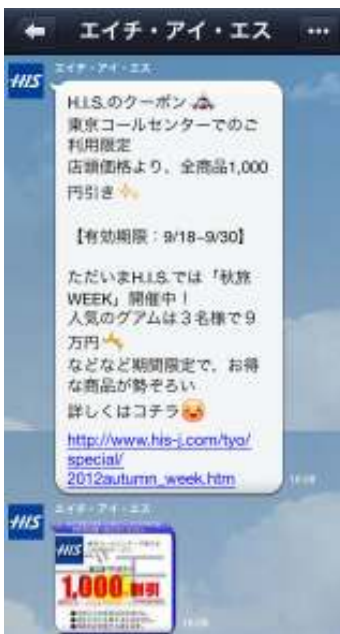 エイチ・アイ・エス
エイチ・アイ・エス
HIS
H.I.S.のクーポン
東京コールセンターでのご
利用限定
店頭価格より、全商品1,000
円引き
【有効期限：9/18~9/30】
ただいまH.I.S.では「秋旅
WEEK」開催中！
人気のグアムは３名様で９
万円
などなど期間限定で、お得
な商品が勢ぞろい
詳しくはコチラ
http://www.his-j.com/tyo/
special/
2012autumn_week.htm
エイチ・アイ・エス
HIS
HIS
1,000円割引